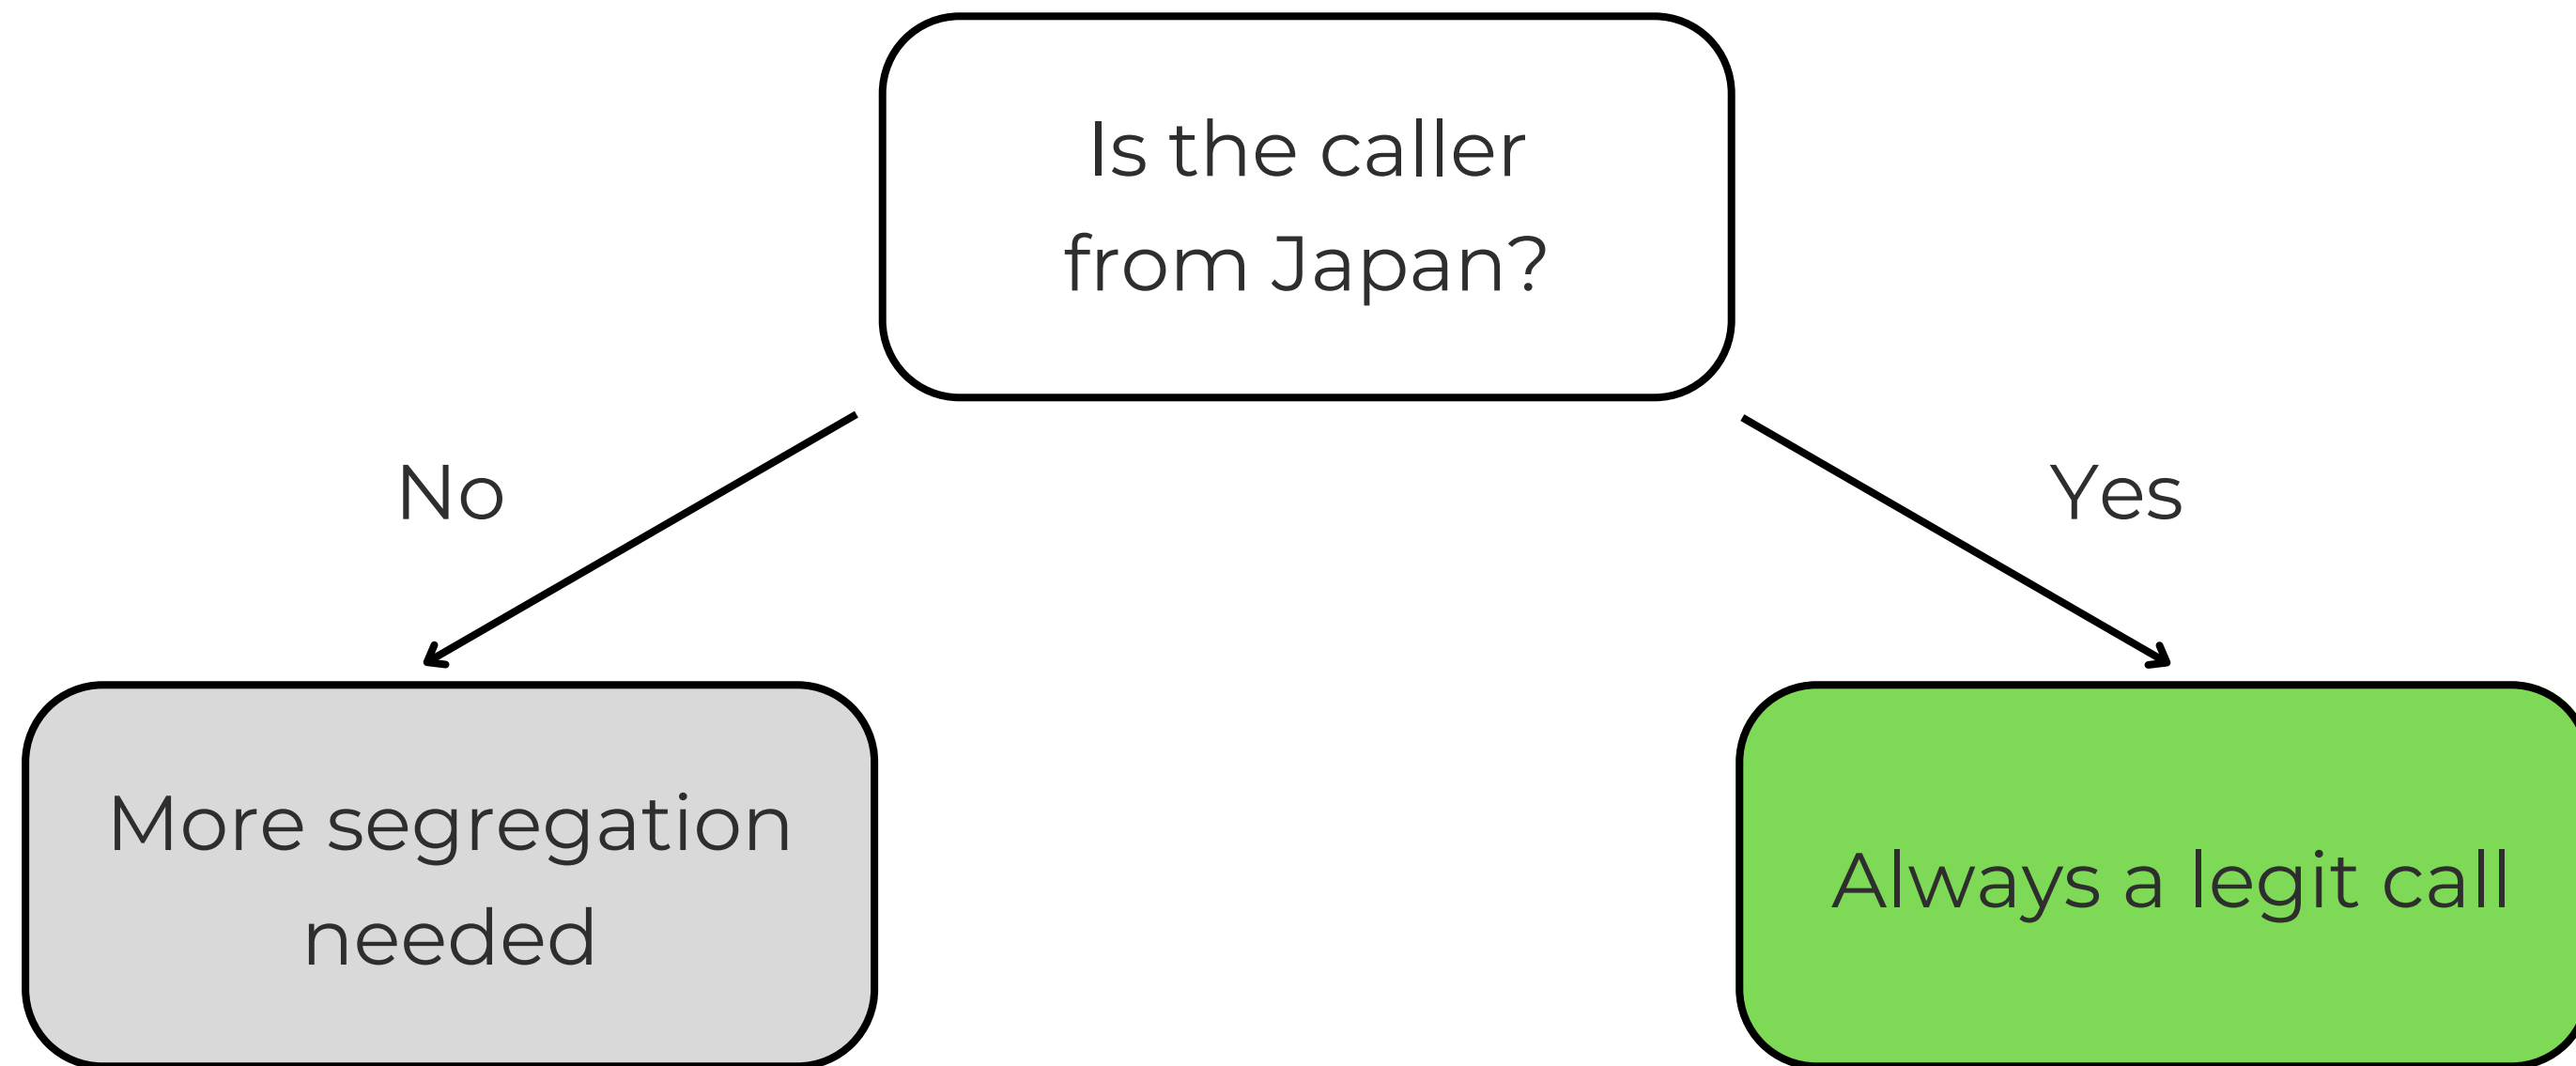 Is the caller
from Japan?
No
Yes
More segregation
needed
Always a legit call